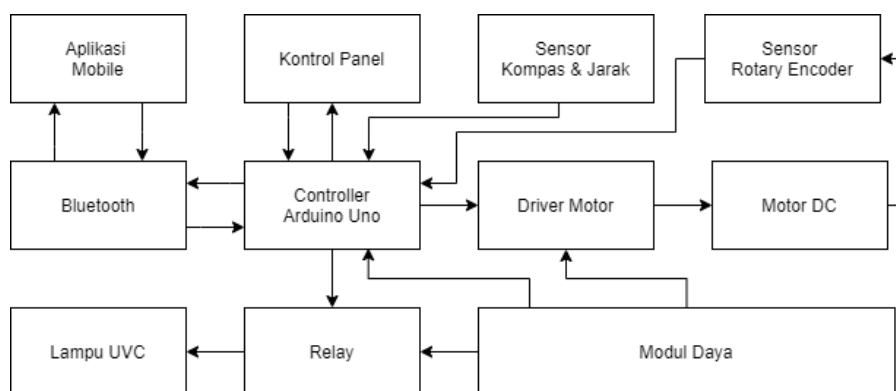 Aplikasi
Mobile
Kontrol Panel
Sensor
Kompas & Jarak
Sensor
Rotary Encoder
Bluetooth
Controller
Arduino Uno
Driver Motor
Motor DC
Lampu UVC
Relay
Modul Daya